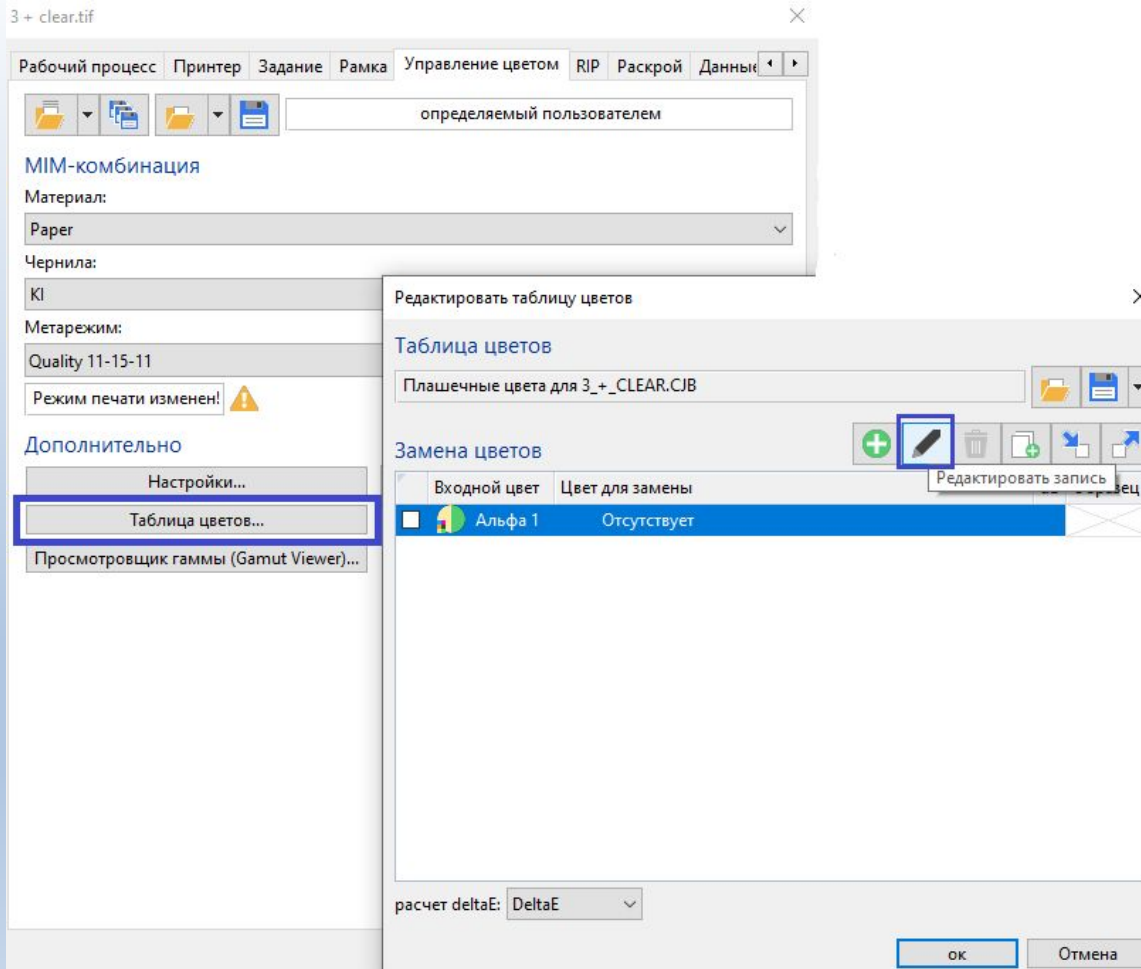 3 + clear.tif
Рабочий процесс Принтер Задание Рамка Управление цветом RIP Раскрой Данные
определяемый пользователем
MIM-комбинация
Материал:
Paper
Чернила:
KI
Метарежим:
Quality 11-15-11
Режим печати изменен!
Дополнительно
Настройки...
Таблица цветов...
Просмотровщик гаммы (Gamut Viewer)...
Редактировать таблицу цветов
Таблица цветов
Плашечные цвета для 3_+_CLEAR.CJB
Замена цветов
Редактировать запись
Входной цвет Цвет для замены
Альфа 1 Отсутствует
расчет deltaE: DeltaE
ок Отмена